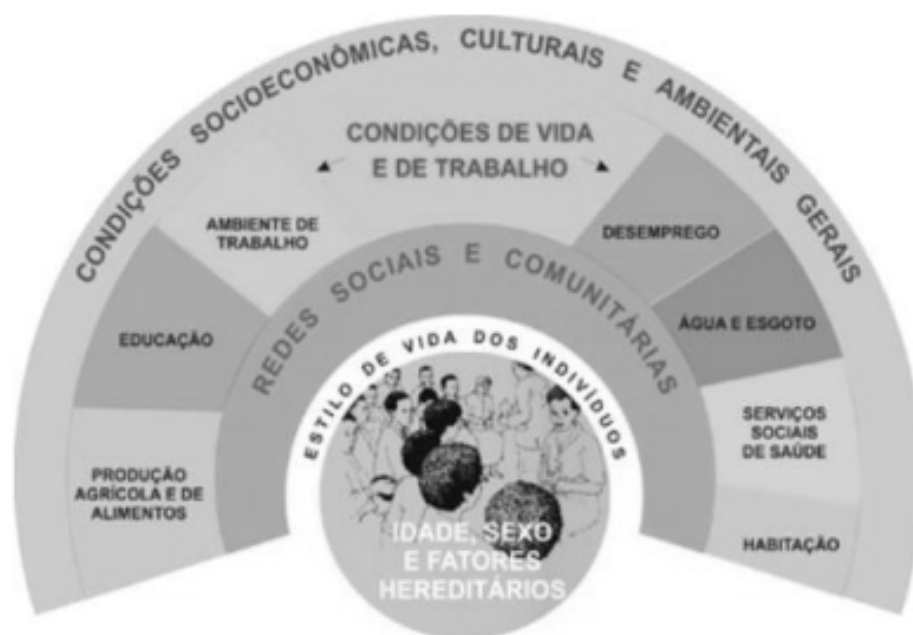 CONDIÇÕES SOCIOECONÔMICAS, CULTURAIS E AMBIENTAIS GERAIS
CONDIÇÕES DE VIDA
E DE TRABALHO
AMBIENTE DE
TRABALHO
DESEMPREGO
REDES SOCIAIS E COMUNITÁRIAS
EDUCAÇÃO
ÁGUA E ESGOTO
ESTILO DE VIDA DOS INDIVÍDUOS
PRODUÇÃO
AGRÍCOLA E DE
ALIMENTOS
SERVIÇOS
SOCIAIS
DE SAÚDE
HABITAÇÃO
IDADE, SEXO
E FATORES
HEREDITÁRIOS